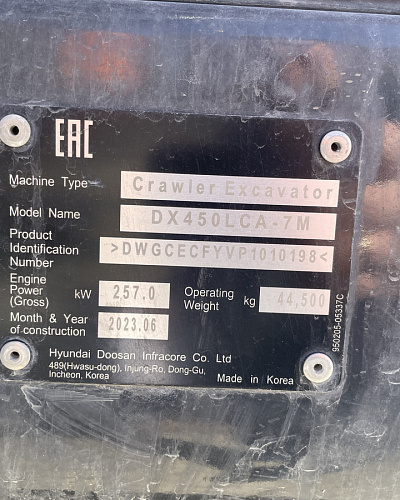 EAC
Machine Type Crawler Excavator
Model Name DX450LCA-7M
Product
Identification
Number >DWGCECFYVP1010198<
Engine
Power
(Gross) kW 257.0 Operating
Weight kg 44,500
Month & Year
of construction 2023.06
Hyundai Doosan Infracore Co. Ltd
489(Hwasu-dong), Injung-Ro, Dong-Gu,
Incheon, Korea Made in Korea
950205-05337C